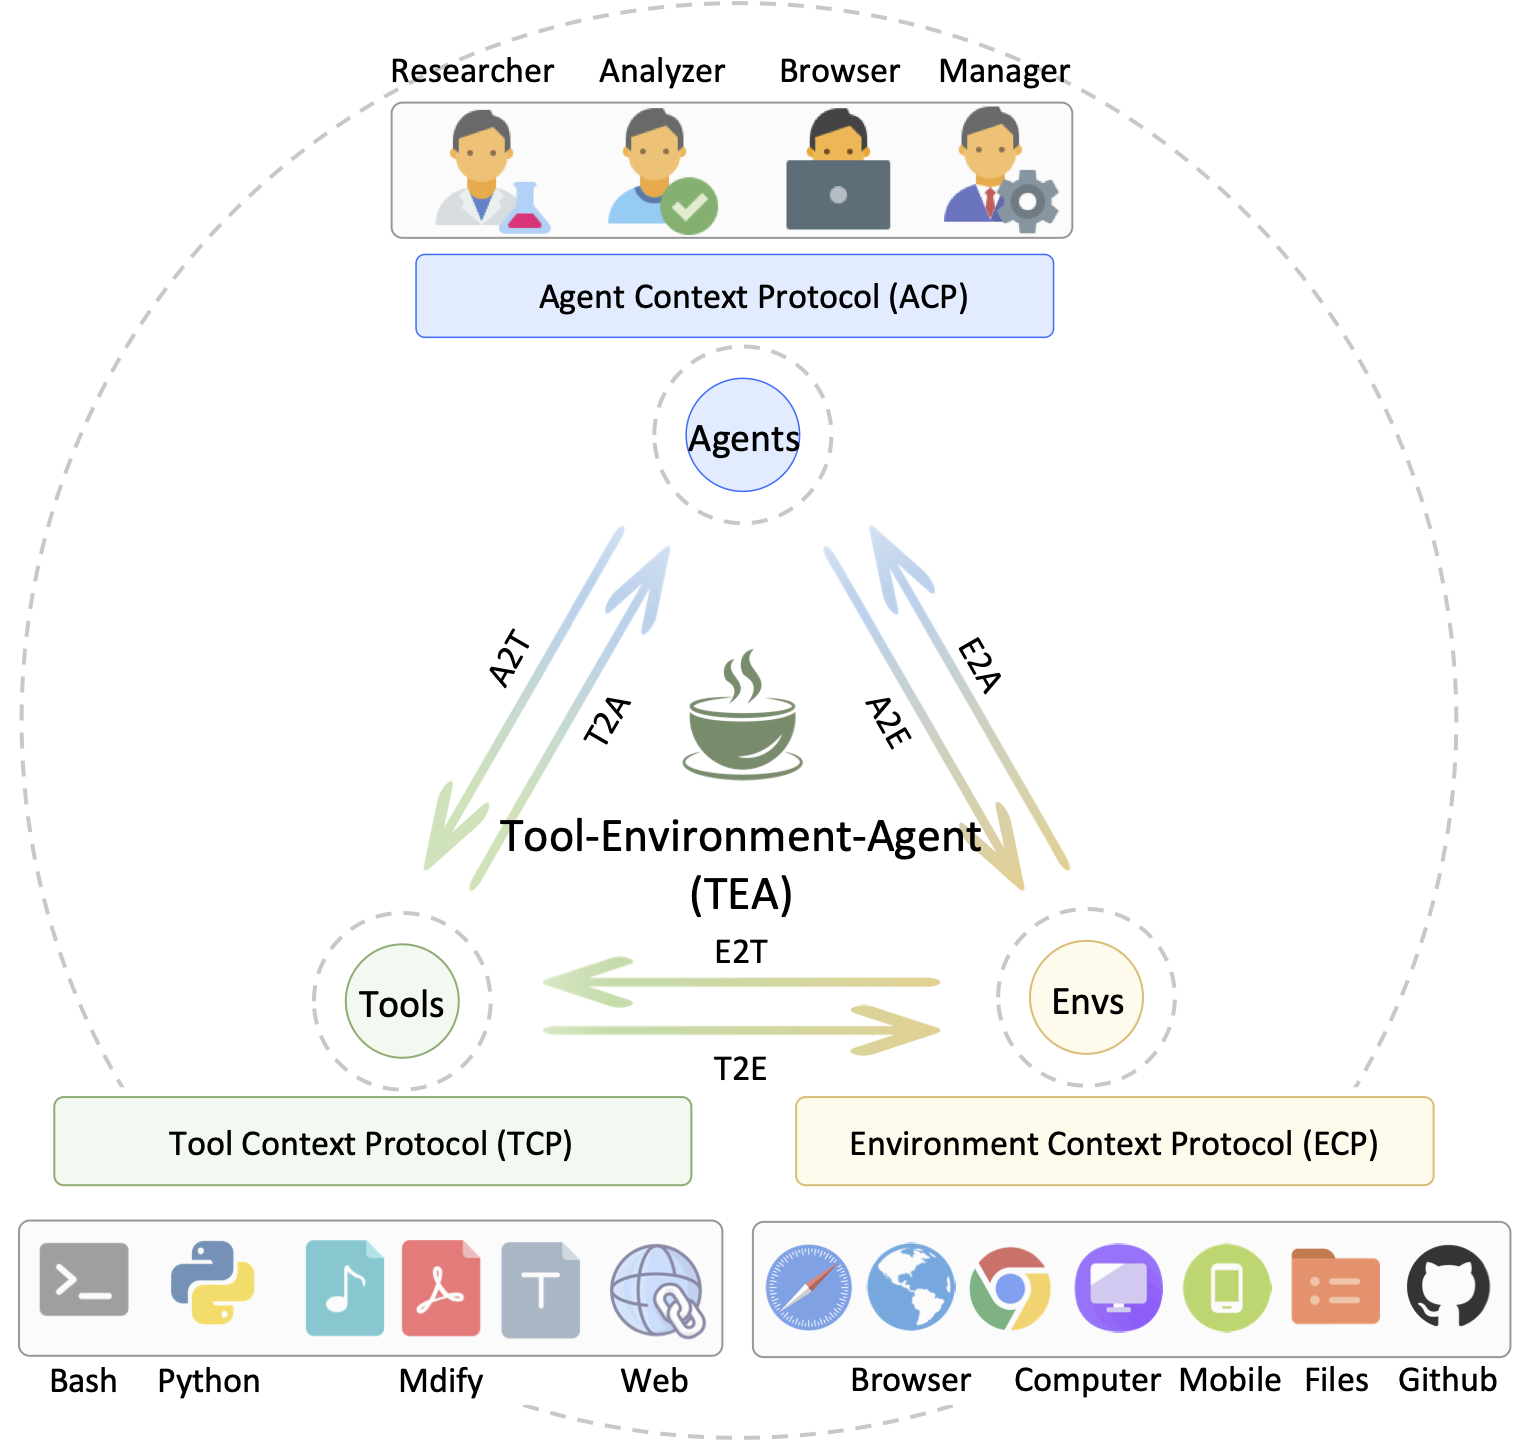 Researcher Analyzer Browser Manager
Agent Context Protocol (ACP)
Agents
A2T
T2A
A2E
E2A
Tool-Environment-Agent
(TEA)
E2T
Tools
Envs
T2E
Tool Context Protocol (TCP)
Environment Context Protocol (ECP)
T
Bash Python Mdify Web
Browser Computer Mobile Files Github